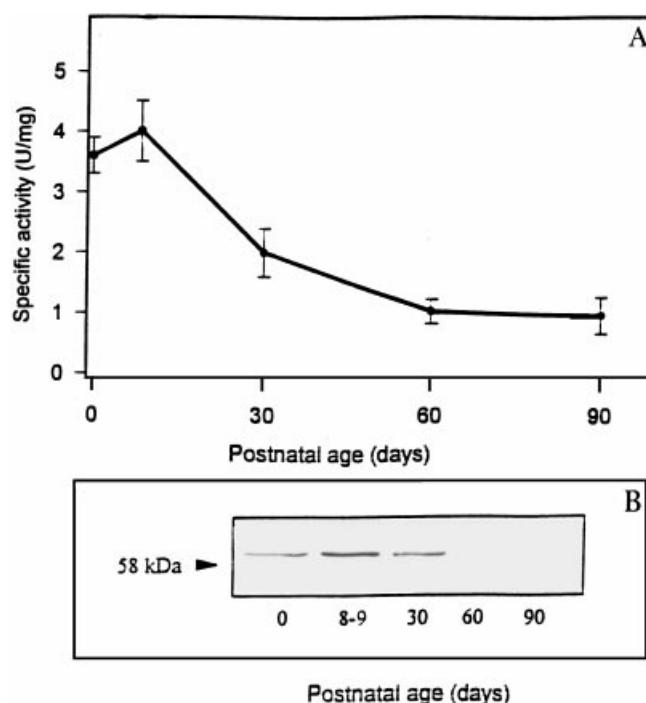 A
Specific activity (U/mg)
5
4
3
2
1
0
0 30 60 90
Postnatal age (days)
B
58 kDa
0 8-9 30 60 90
Postnatal age (days)